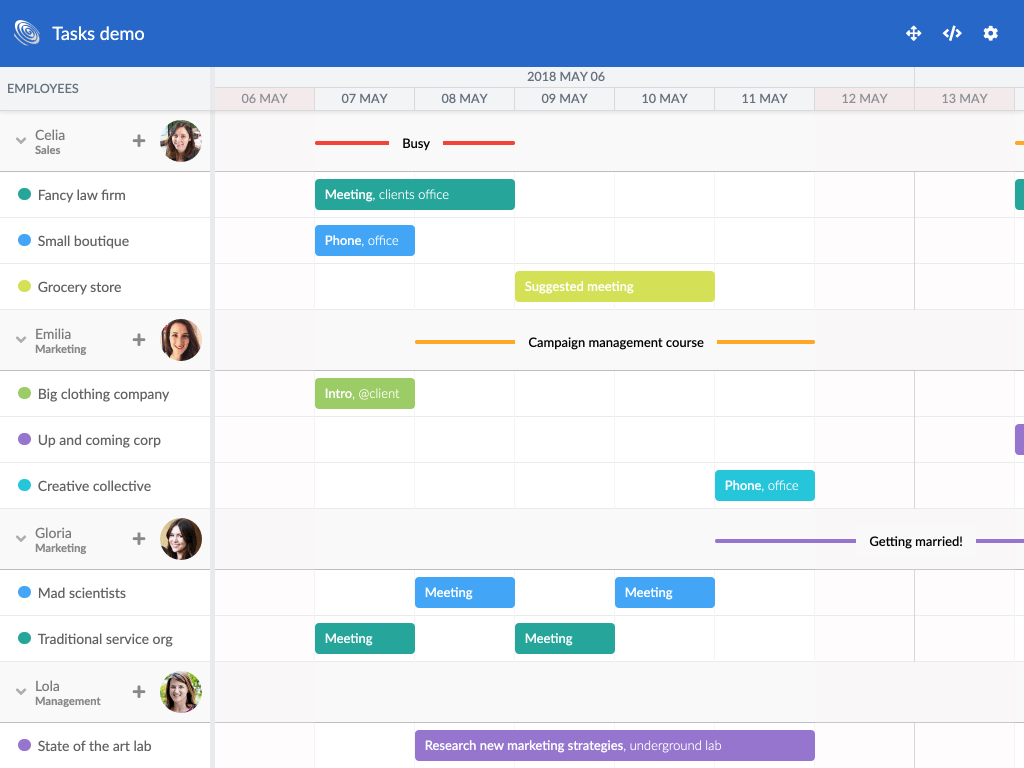 Tasks demo
EMPLOYEES
2018 MAY 06
06 MAY 07 MAY 08 MAY 09 MAY 10 MAY 11 MAY 12 MAY 13 MAY
Celia
Sales
Busy
Fancy law firm
Meeting, clients office
Small boutique
Phone, office
Grocery store
Suggested meeting
Emilia
Marketing
Campaign management course
Big clothing company
Intro, @client
Up and coming corp
Creative collective
Phone, office
Gloria
Marketing
Getting married!
Mad scientists
Meeting Meeting
Traditional service org
Meeting Meeting
Lola
Management
State of the art lab
Research new marketing strategies, underground lab